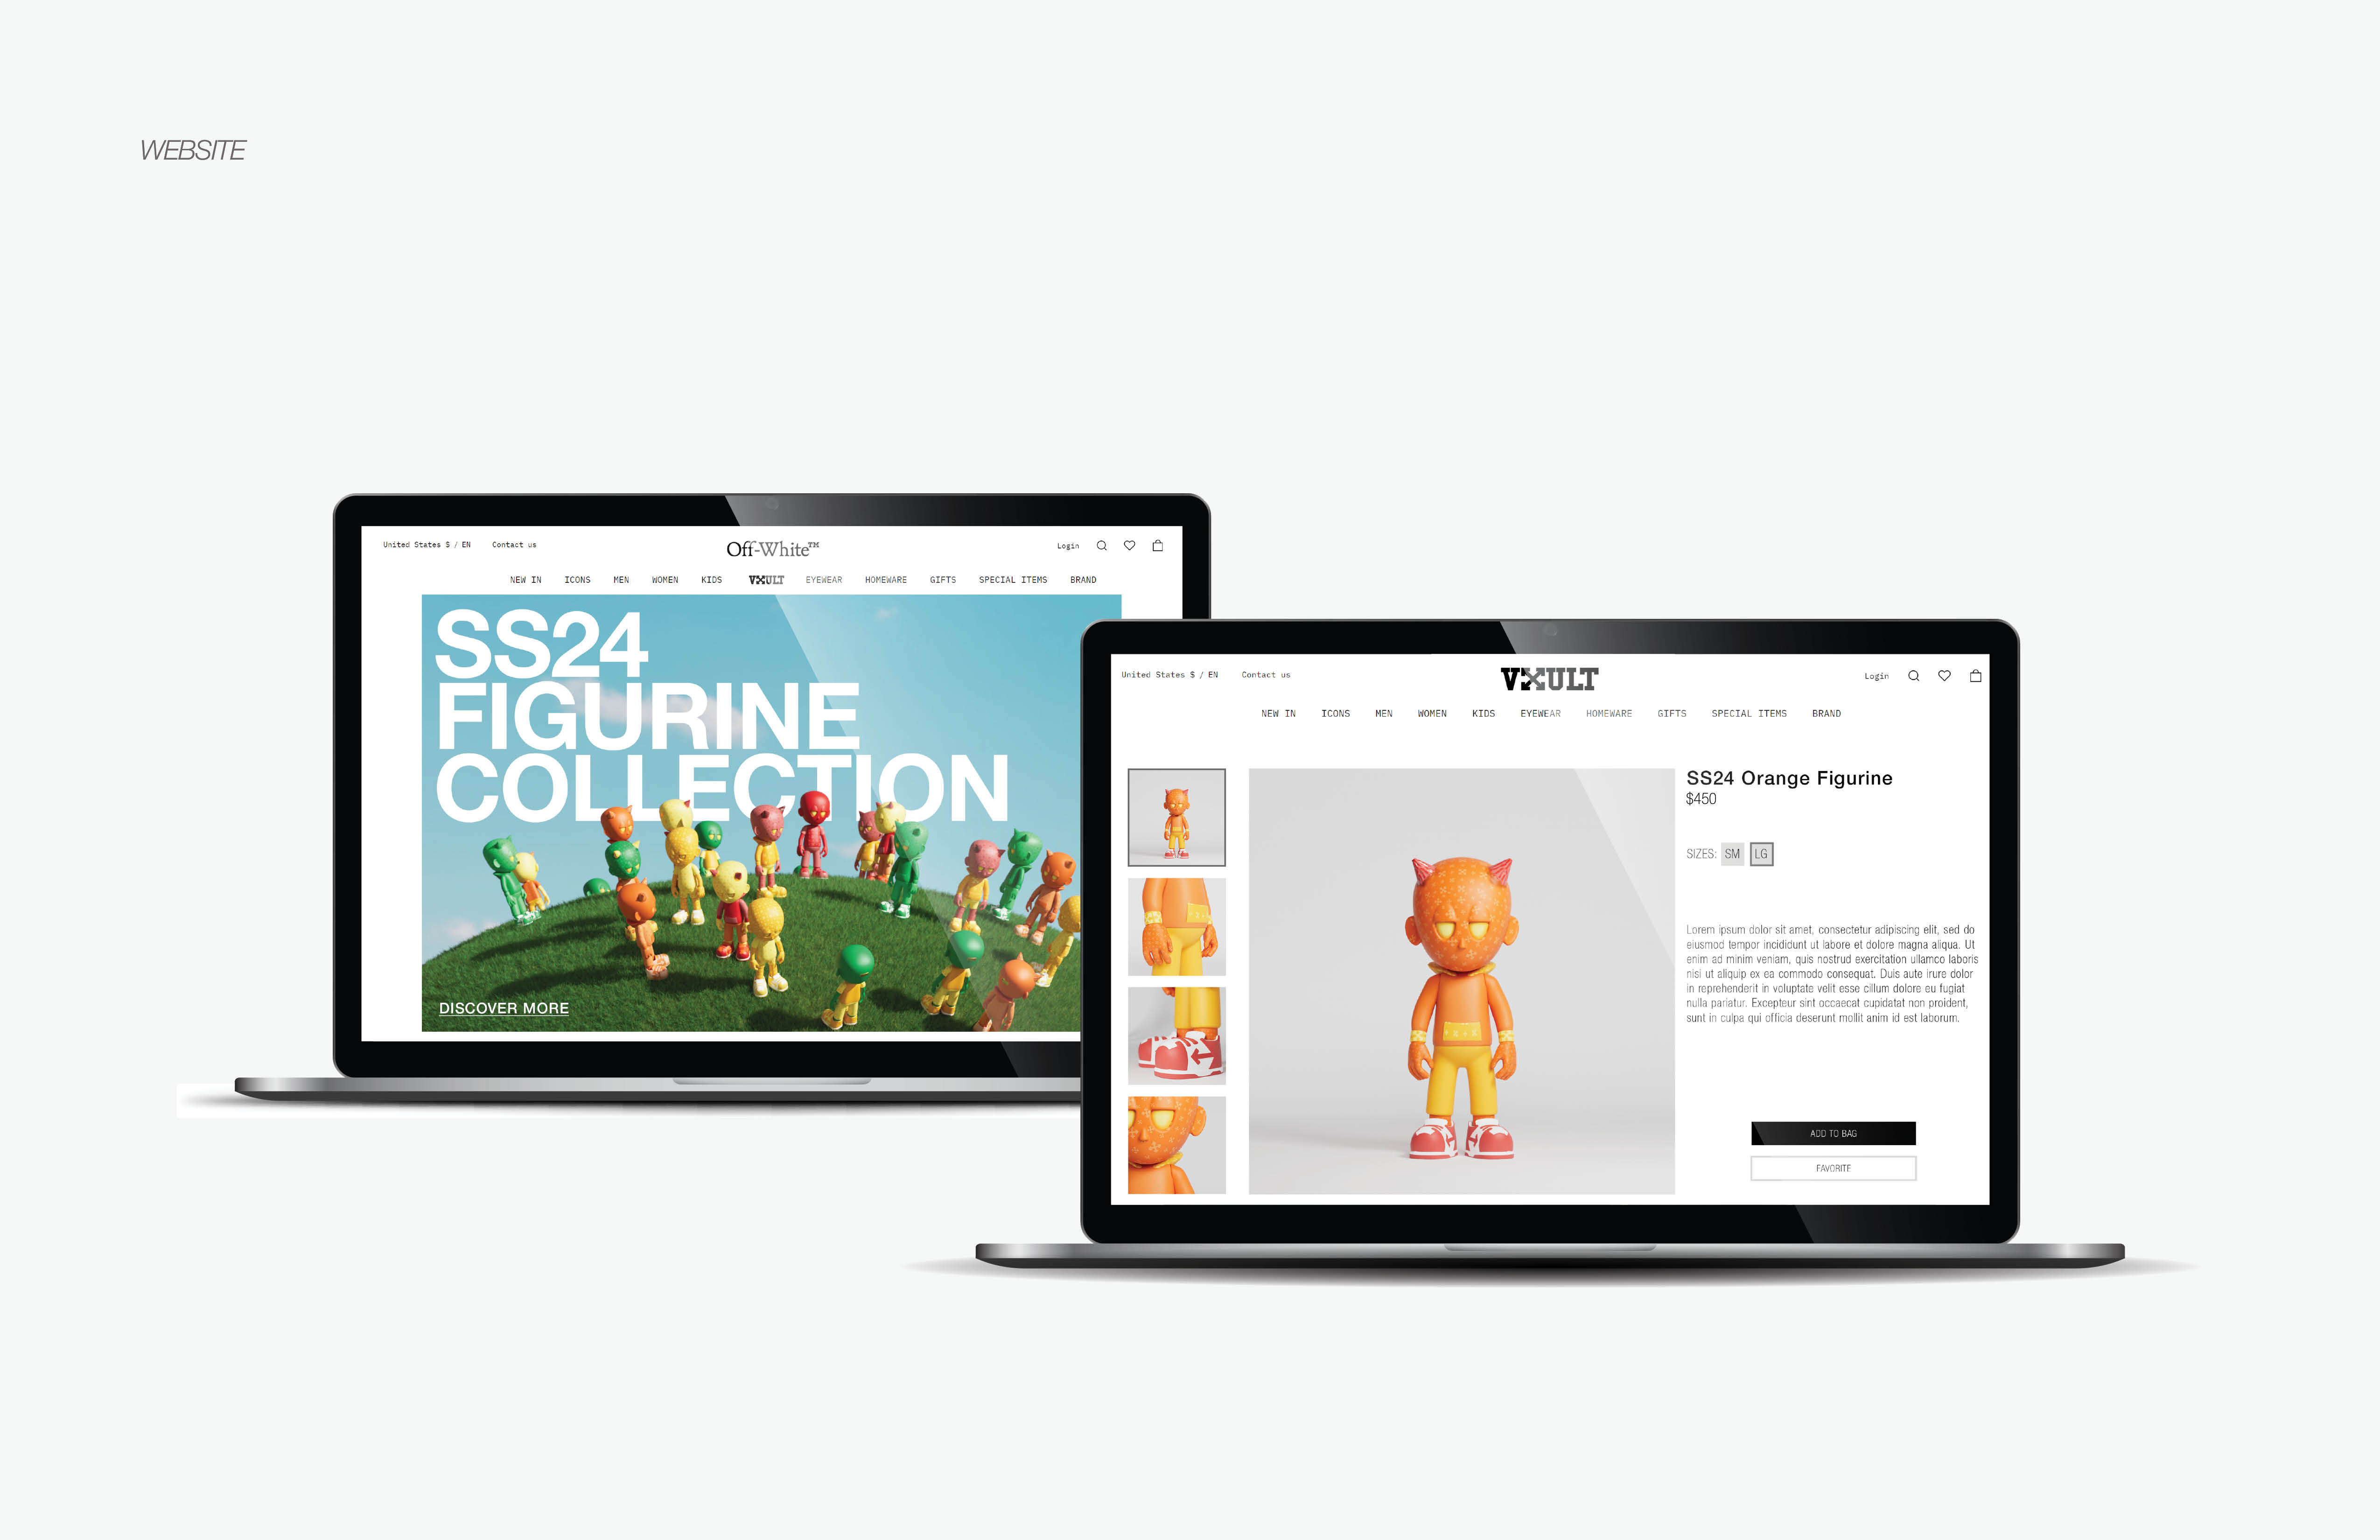 WEBSITE
United States $ / EN Contact us Off-White™ Login
NEW IN ICONS MEN WOMEN KIDS VXULT EYEWEAR HOMEWARE GIFTS SPECIAL ITEMS BRAND
SS24
FIGURINE
COLLECTION
DISCOVER MORE
United States $ / EN Contact us VXULT Login
NEW IN ICONS MEN WOMEN KIDS EYEWEAR HOMEWARE GIFTS SPECIAL ITEMS BRAND
SS24 Orange Figurine
$450
SIZES: SM LG
Lorem ipsum dolor sit amet, consectetur adipiscing elit, sed do
eiusmod tempor incididunt ut labore et dolore magna aliqua. Ut
enim ad minim veniam, quis nostrud exercitation ullamco laboris
nisi ut aliquip ex ea commodo consequat. Duis aute irure dolor
in reprehenderit in voluptate velit esse cillum dolore eu fugiat
nulla pariatur. Excepteur sint occaecat cupidatat non proident,
sunt in culpa qui officia deserunt mollit anim id est laborum.
ADD TO BAG
FAVORITE